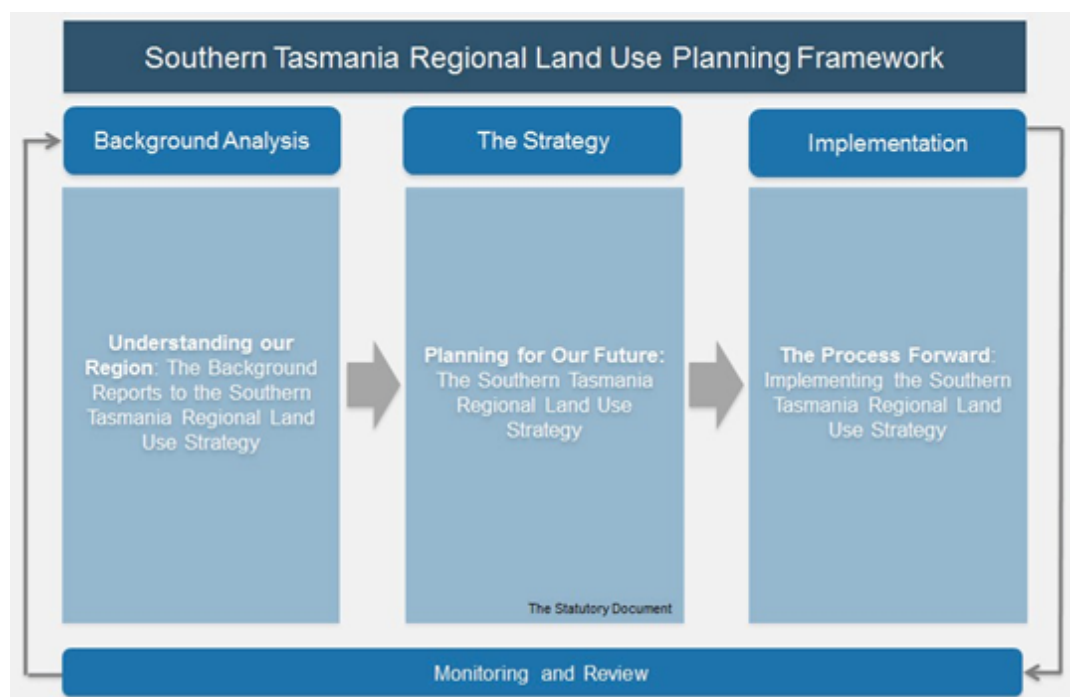 Southern Tasmania Regional Land Use Planning Framework
Background Analysis
The Strategy
Implementation
Understanding our
Region: The Background
Reports to the Southern
Tasmania Regional Land
Use Strategy
Planning for Our Future:
The Southern Tasmania
Regional Land Use
Strategy
The Statutory Document
The Process Forward:
Implementing the Southern
Tasmania Regional Land
Use Strategy
Monitoring and Review